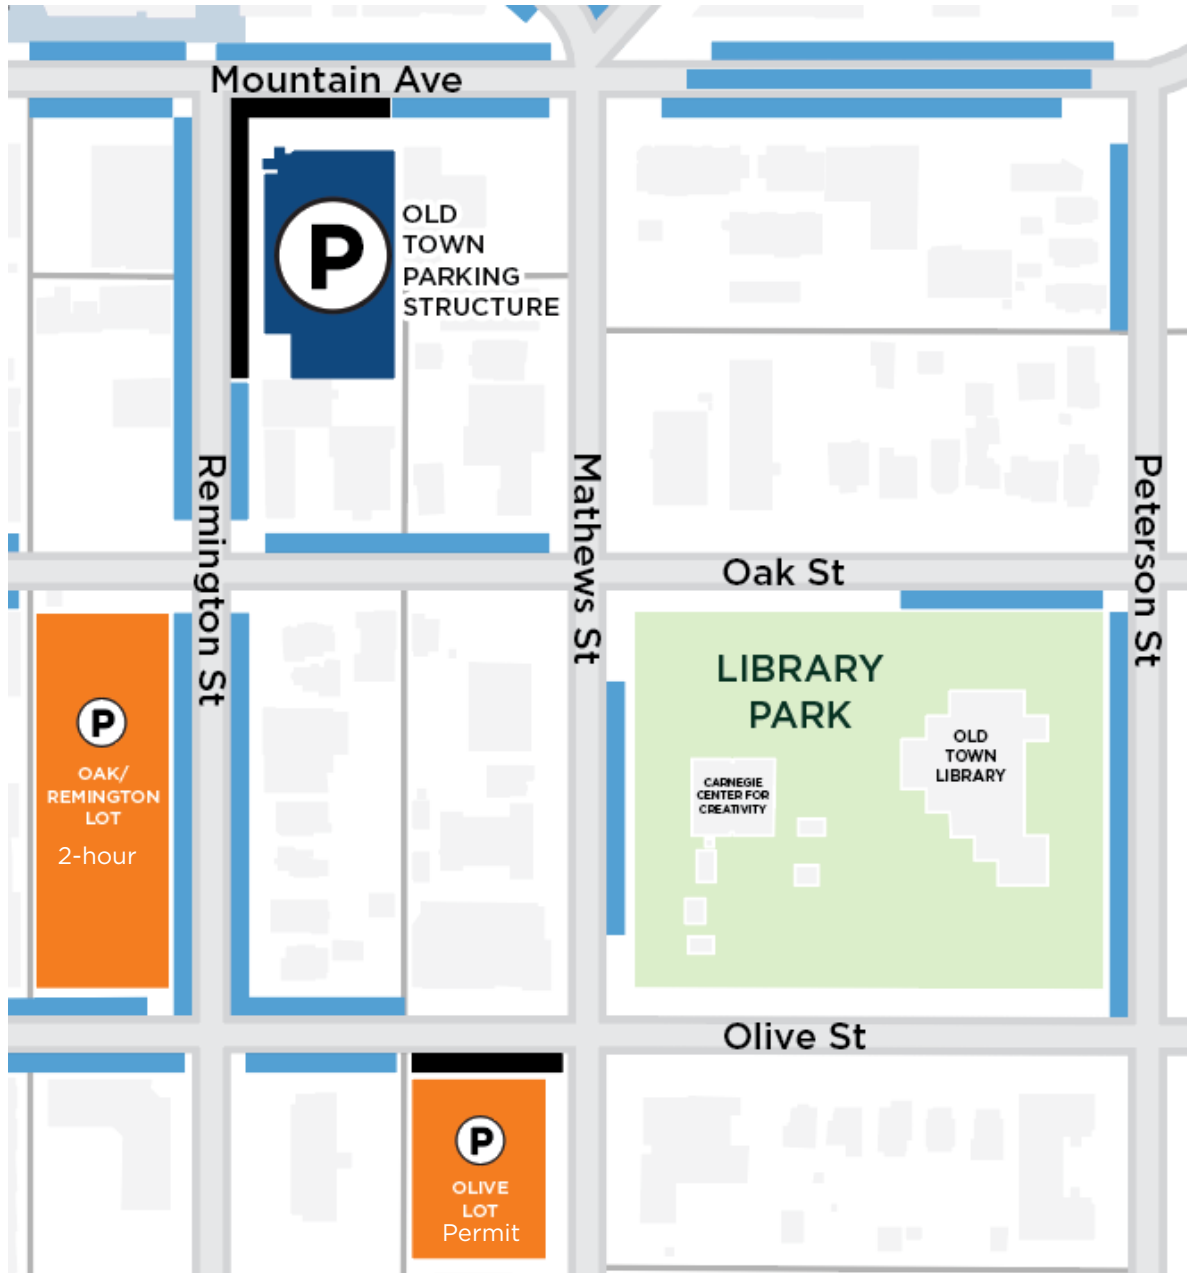 Mountain Ave
P
OLD
TOWN
PARKING
STRUCTURE
Remington St
Mathews St
Peterson St
Oak St
LIBRARY
PARK
P
OAK/
REMINGTON
LOT
2-hour
OLD
TOWN
LIBRARY
CARNEGIE
CENTER FOR
CREATIVITY
Olive St
P
OLIVE
LOT
Permit